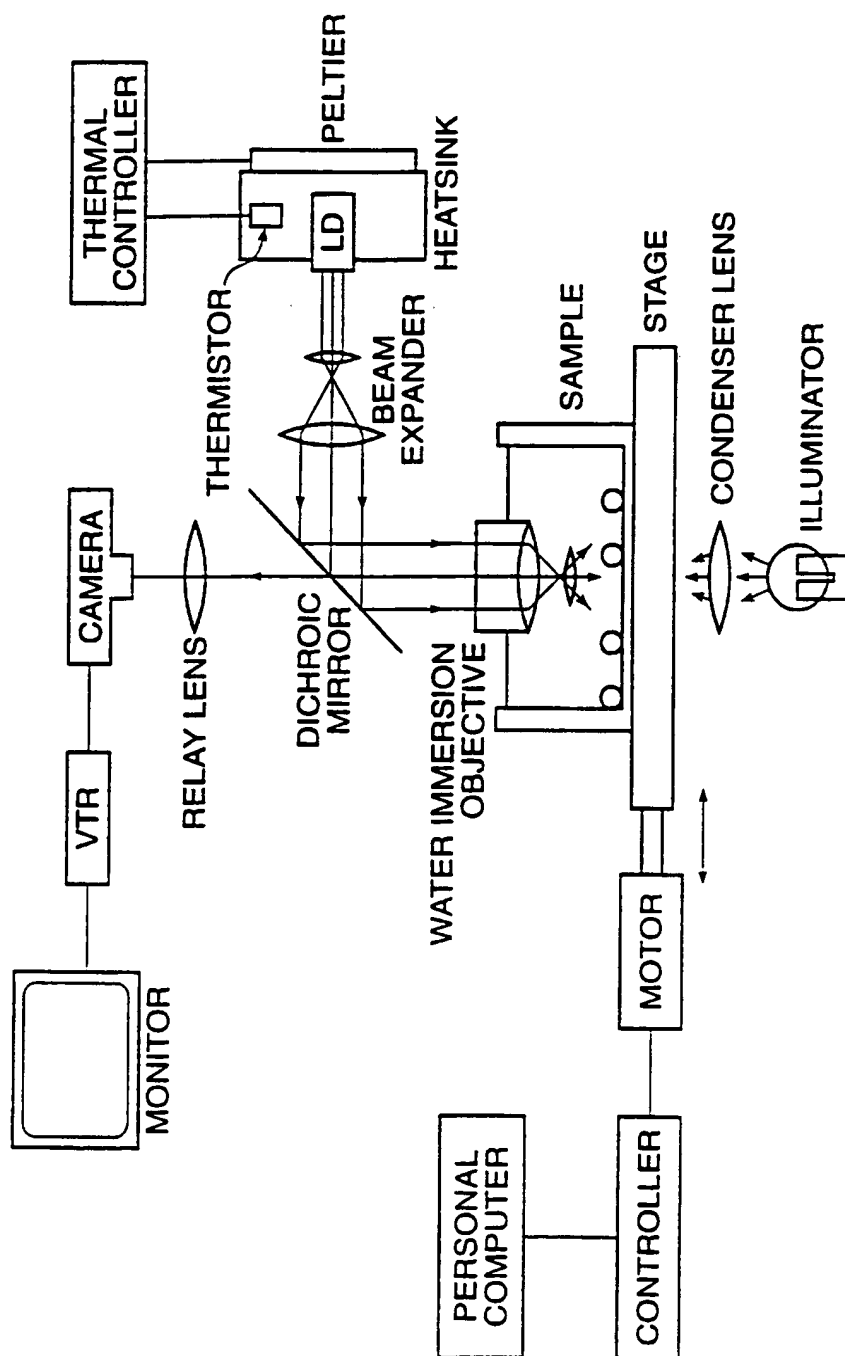 THERMAL
CONTROLLER
PELTIER
HEATSINK
LD
THERMISTOR
BEAM
EXPANDER
CAMERA
RELAY LENS
DICHROIC
MIRROR
VTR
MONITOR
WATER IMMERSION
OBJECTIVE
SAMPLE
STAGE
CONDENSER LENS
ILLUMINATOR
MOTOR
PERSONAL
COMPUTER
CONTROLLER